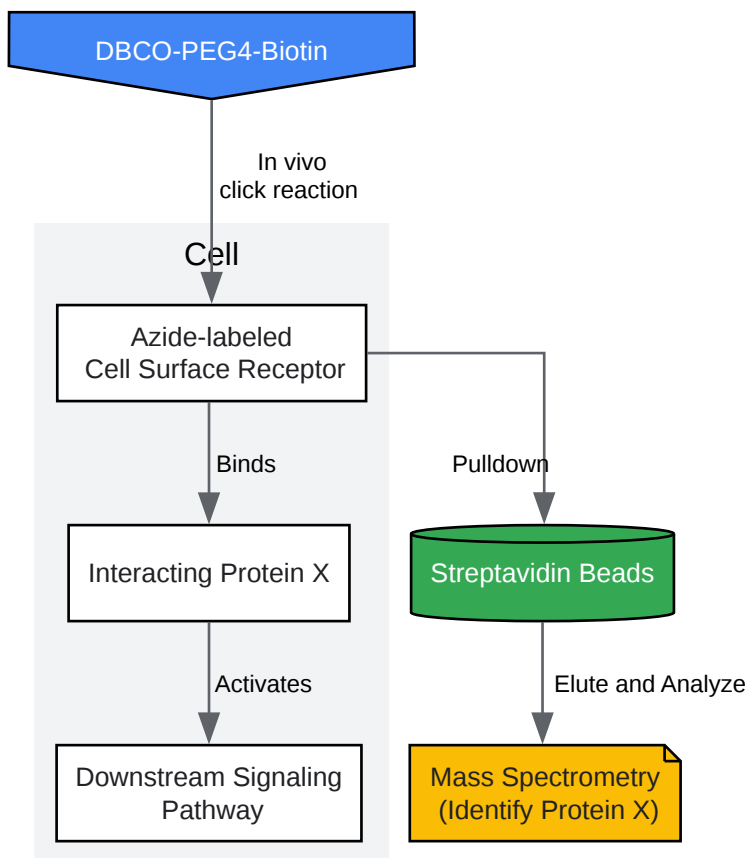 DBCO-PEG4-Biotin
In vivo
click reaction
Cell
Azide-labeled
Cell Surface Receptor
Binds
Pulldown
Interacting Protein X
Streptavidin Beads
Activates
Elute and Analyze
Downstream Signaling
Pathway
Mass Spectrometry
(Identify Protein X)